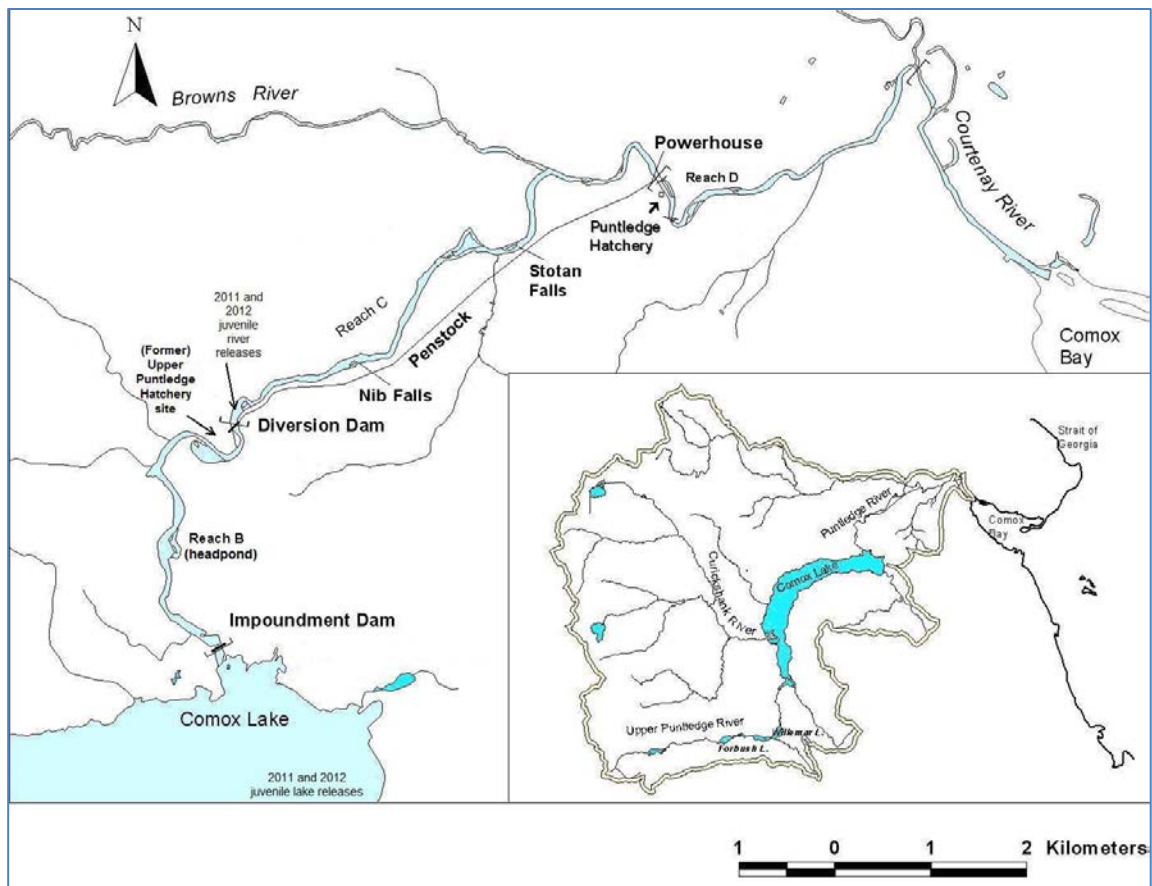 N
Browns River
Powerhouse
Reach D
Courtenay River
Puntledge
Hatchery
Stotan
Falls
2011 and
2012
juvenile
river
releases
Reach C
Penstock
Comox
Bay
(Former)
Upper
Puntledge
Hatchery
site
Nib Falls
Diversion Dam
Reach B
(headpond)
Impoundment Dam
Comox Lake
2011 and 2012
juvenile lake releases
Strait of
Georgia
Puntledge River
Comox
Bay
Comox Lake
Curickshank River
Upper Puntledge River
Willemar L.
Forbush L.
1 0 1 2 Kilometers